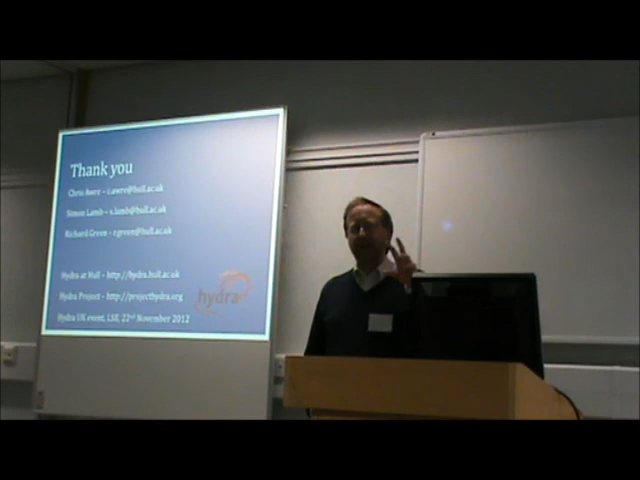 Thank you
Chris Awre – c.awre@hull.ac.uk
Simon Lamb – s.lamb@hull.ac.uk
Richard Green – r.green@hull.ac.uk
Hydra at Hull - http://hydra.hull.ac.uk
Hydra Project - http://projecthydra.org
hydra
Hydra UK event, LSE, 22nd November 2012